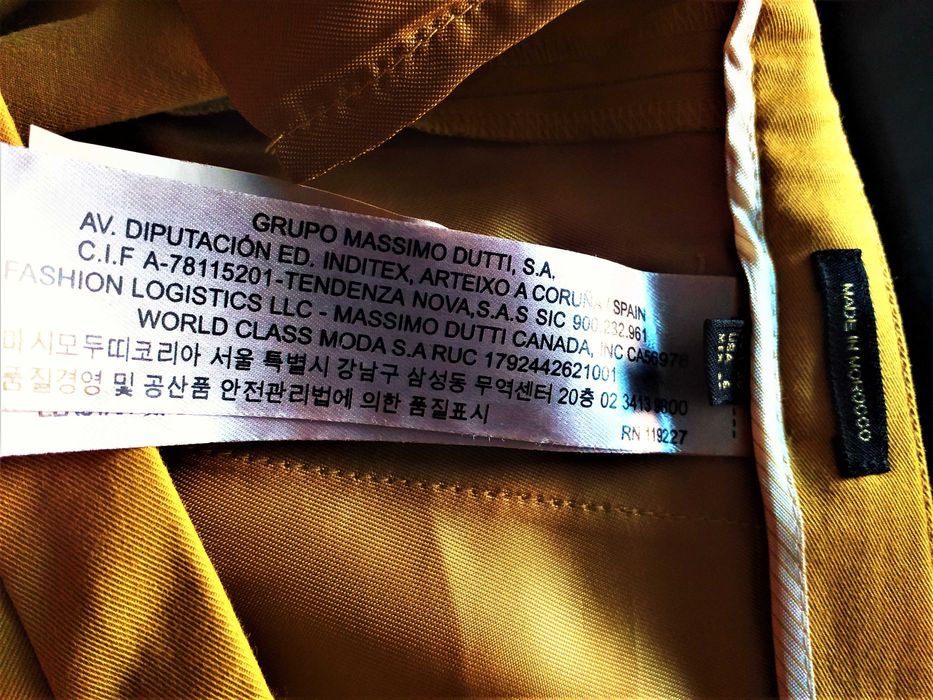 GRUPO MASSIMO DUTTI, S.A.
AV. DIPUTACIÓN ED. INDITEX, ARTEIXO A CORUÑA / SPAIN
C.I.F A-78115201-TENDENZA NOVA,S.A.S SIC 900.232.961
FASHION LOGISTICS LLC - MASSIMO DUTTI CANADA, INC CA56976
WORLD CLASS MODA S.A RUC 1792442621001
마시모두띠코리아 서울 특별시 강남구 삼성동 무역센터 20층 02 3413 9800
품질경영 및 공산품 안전관리법에 의한 품질표시
RN 119227
USA 6
MEX
MADE IN MOROCCO